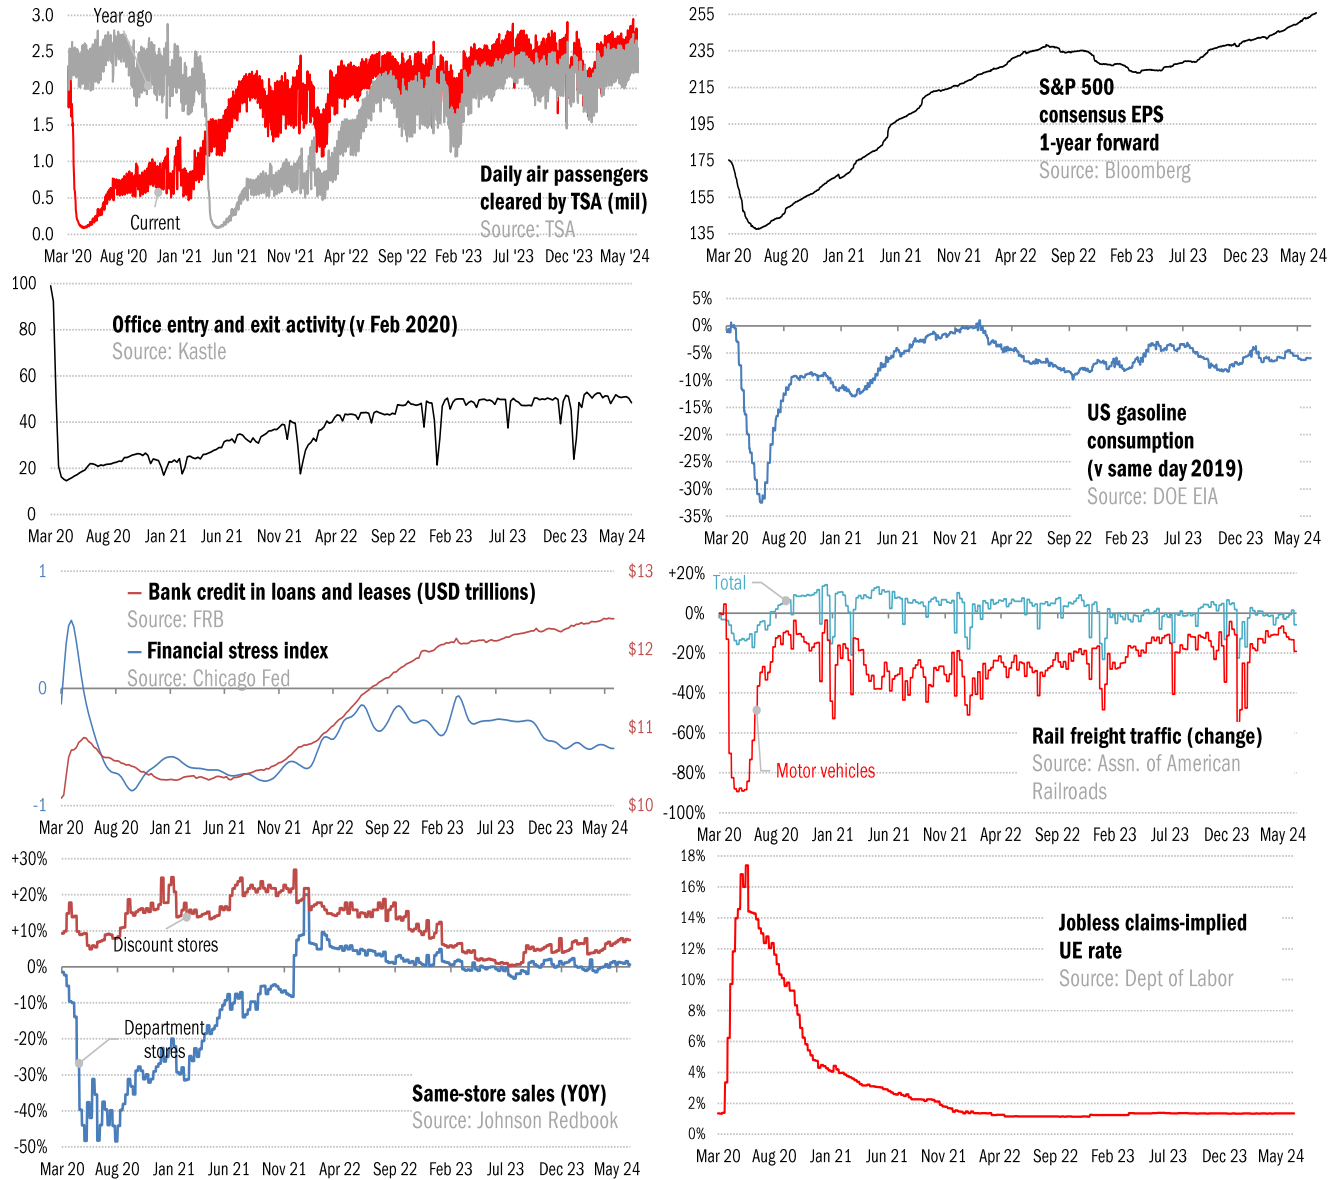 3.0
2.5
2.0
1.5
1.0
0.5
0.0
Year ago
Current
Daily air passengers
cleared by TSA (mil)
Source: TSA
Mar '20 Aug '20 Jan '21 Jun '21 Nov '21 Apr '22 Sep '22 Feb '23 Jul '23 Dec '23 May '24
255
235
215
195
175
155
135
S&P 500
consensus EPS
1-year forward
Source: Bloomberg
Mar 20 Aug 20 Jan 21 Jun 21 Nov 21 Apr 22 Sep 22 Feb 23 Jul 23 Dec 23 May 24
100
80
60
40
20
0
Office entry and exit activity (v Feb 2020)
Source: Kastle
Mar 20 Aug 20 Jan 21 Jun 21 Nov 21 Apr 22 Sep 22 Feb 23 Jul 23 Dec 23 May 24
5%
0%
-5%
-10%
-15%
-20%
-25%
-30%
-35%
US gasoline
consumption
(v same day 2019)
Source: DOE EIA
Mar 20 Aug 20 Jan 21 Jun 21 Nov 21 Apr 22 Sep 22 Feb 23 Jul 23 Dec 23 May 24
1
0
-1
Bank credit in loans and leases (USD trillions)
Source: FRB
Financial stress index
Source: Chicago Fed
$13
$12
$11
$10
Mar 20 Aug 20 Jan 21 Jun 21 Nov 21 Apr 22 Sep 22 Feb 23 Jul 23 Dec 23 May 24
+20%
0%
-20%
-40%
-60%
-80%
-100%
Total
Motor vehicles
Rail freight traffic (change)
Source: Assn. of American
Railroads
Mar 20 Aug 20 Jan 21 Jun 21 Nov 21 Apr 22 Sep 22 Feb 23 Jul 23 Dec 23 May 24
+30%
+20%
+10%
0%
-10%
-20%
-30%
-40%
-50%
Discount stores
Department
stores
Same-store sales (YOY)
Source: Johnson Redbook
Mar 20 Aug 20 Jan 21 Jun 21 Nov 21 Apr 22 Sep 22 Feb 23 Jul 23 Dec 23 May 24
18%
16%
14%
12%
10%
8%
6%
4%
2%
0%
Jobless claims-implied
UE rate
Source: Dept of Labor
Mar 20 Aug 20 Jan 21 Jun 21 Nov 21 Apr 22 Sep 22 Feb 23 Jul 23 Dec 23 May 24